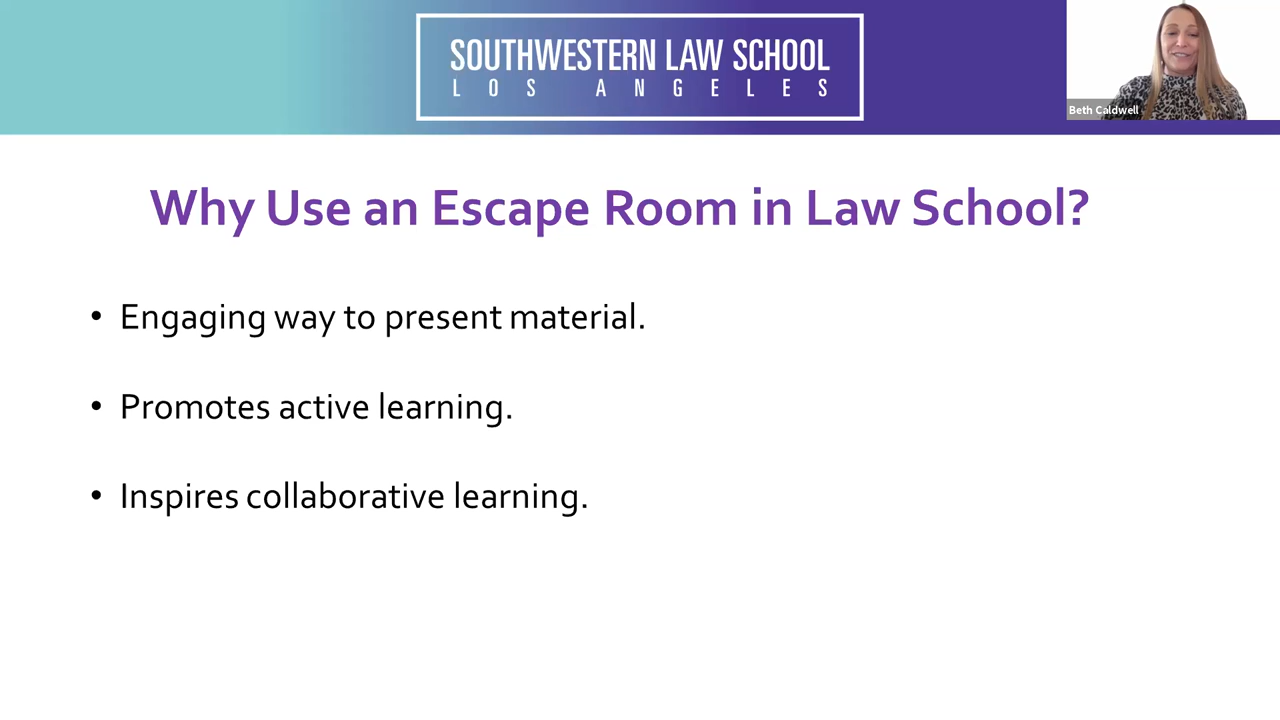 SOUTHWESTERN LAW SCHOOL
LOS ANGELES
Beth Caldwell
Why Use an Escape Room in Law School?
• Engaging way to present material.
• Promotes active learning.
• Inspires collaborative learning.